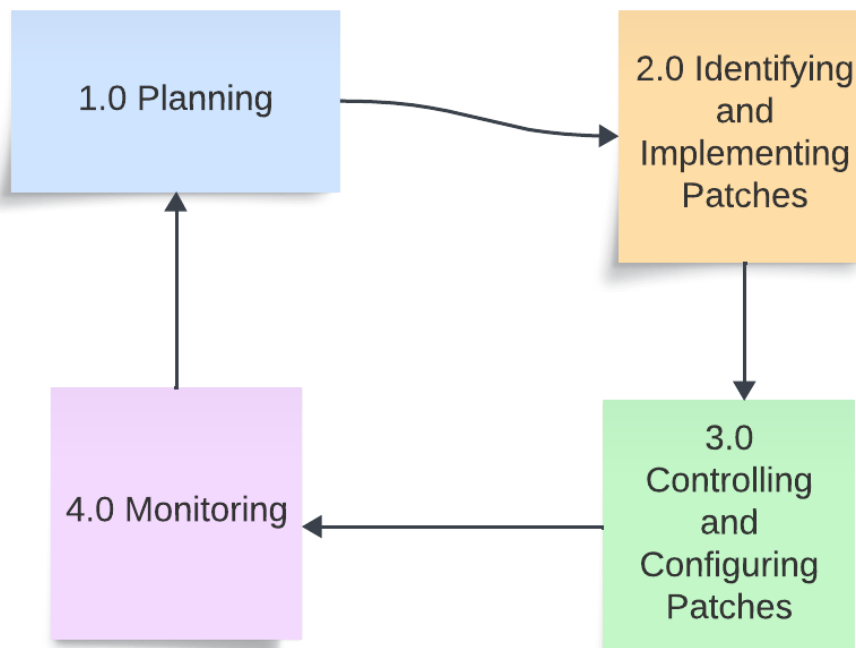 1.0 Planning
2.0 Identifying
and
Implementing
Patches
3.0
Controlling
and
Configuring
Patches
4.0 Monitoring